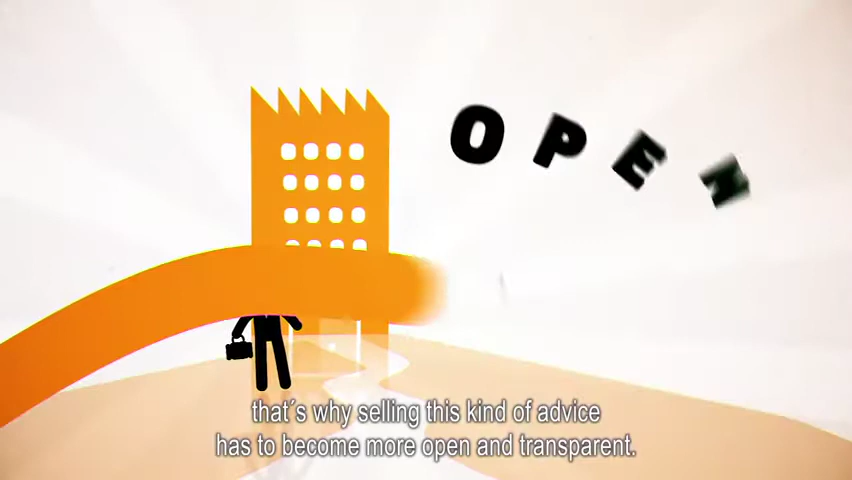 OPEN
that´s why selling this kind of advice
has to become more open and transparent.